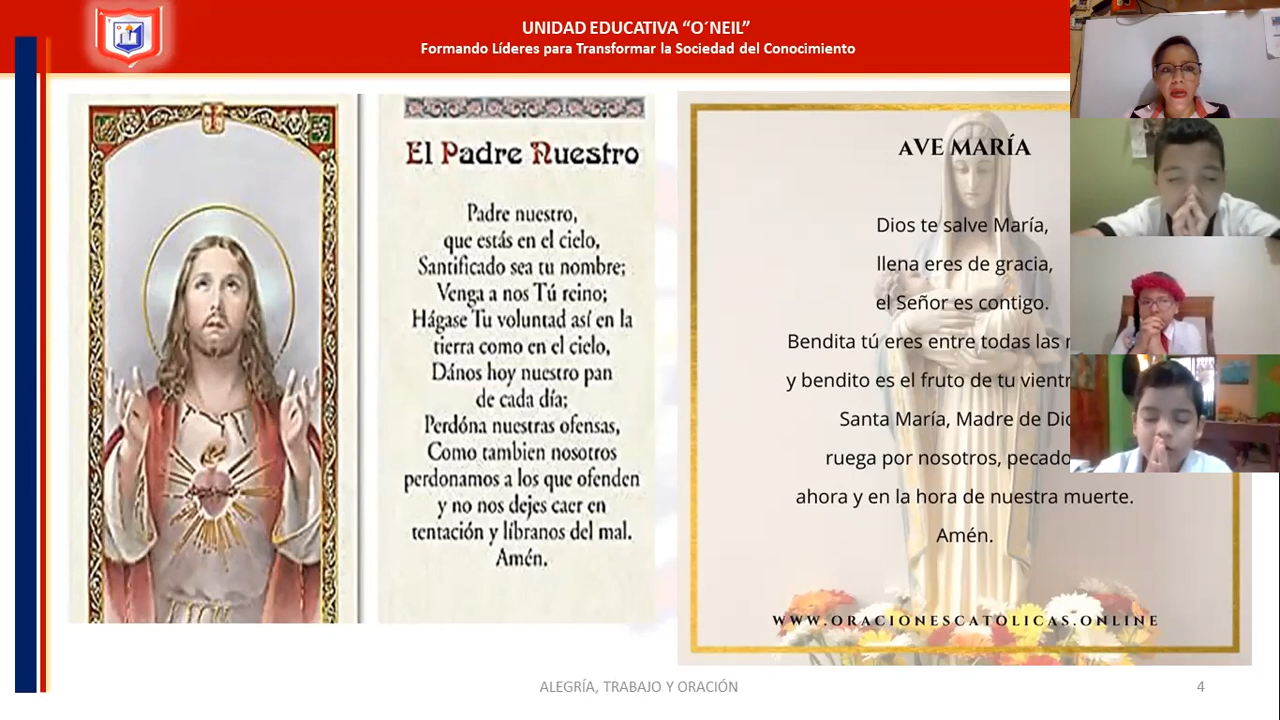 UNIDAD EDUCATIVA “O´NEIL”
Formando Líderes para Transformar la Sociedad del Conocimiento
El Padre Nuestro
Padre nuestro,
que estás en el cielo,
Santificado sea tu nombre;
Venga a nos Tú reino;
Hágase Tu voluntad así en la
tierra como en el cielo,
Dános hoy nuestro pan
de cada día;
Perdóna nuestras ofensas,
Como tambien nosotros
perdonamos a los que ofenden
y no nos dejes caer en
tentación y líbranos del mal.
Amén.
AVE MARÍA
Dios te salve María,
llena eres de gracia,
el Señor es contigo.
Bendita tú eres entre todas las
y bendito es el fruto de tu
Santa María, Madre de
ruega por nosotros,
ahora y en la hora de nuestra muerte.
Amén.
WWW.ORACIONESCATOLICAS.ONLINE
ALEGRÍA, TRABAJO Y ORACIÓN
4